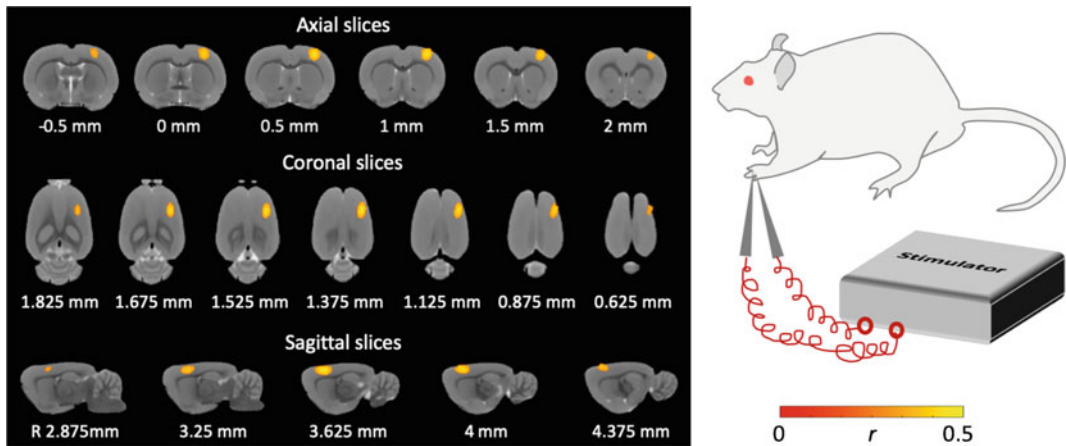 Axial slices
-0.5 mm 0 mm 0.5 mm 1 mm 1.5 mm 2 mm
Coronal slices
1.825 mm 1.675 mm 1.525 mm 1.375 mm 1.125 mm 0.875 mm 0.625 mm
Sagittal slices
R 2.875mm 3.25 mm 3.625 mm 4 mm 4.375 mm
Stimulator
0 r 0.5